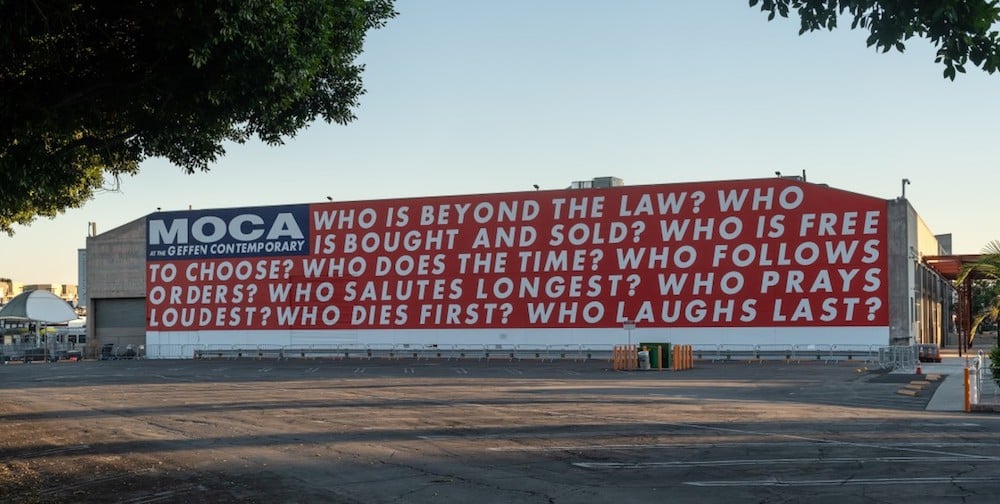 MOCA
AT THE GEFFEN CONTEMPORARY
WHO IS BEYOND THE LAW? WHO
IS BOUGHT AND SOLD? WHO IS FREE
TO CHOOSE? WHO DOES THE TIME? WHO FOLLOWS
ORDERS? WHO SALUTES LONGEST? WHO PRAYS
LOUDEST? WHO DIES FIRST? WHO LAUGHS LAST?